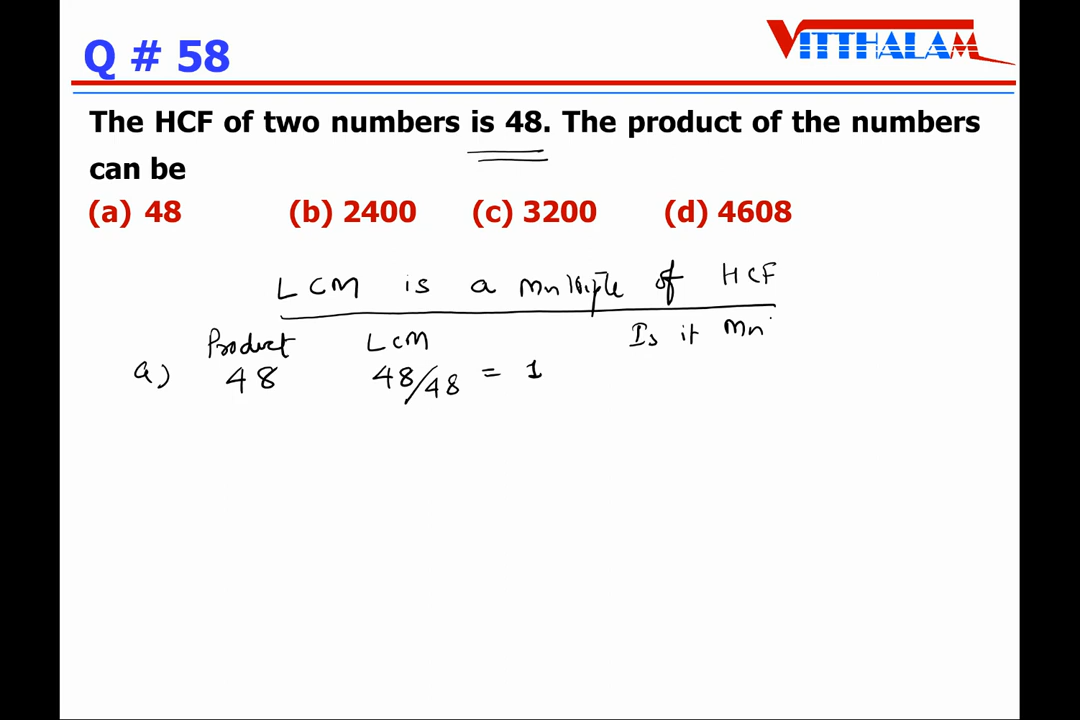 Q # 58
VITTHALAM
The HCF of two numbers is 48. The product of the numbers
can be
(a) 48 (b) 2400 (c) 3200 (d) 4608
LCM is a Multiple of HCF
Product LCM Is it Mu
a) 48 48/48 = 1